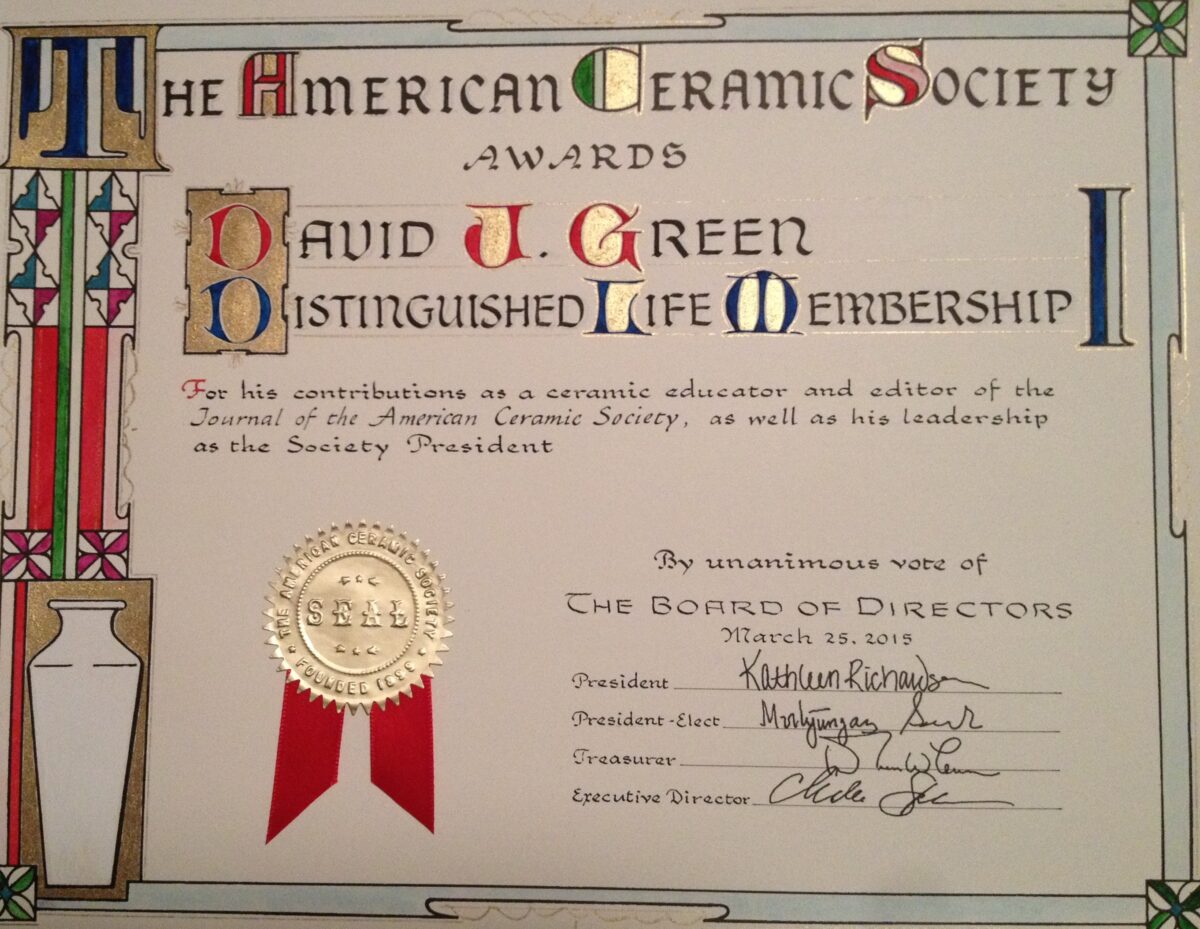 THE AMERICAN CERAMIC SOCIETY
AWARDS
DAVID J. GREEN
DISTINGUISHED LIFE MEMBERSHIP
For his contributions as a ceramic educator and editor of the
Journal of the American Ceramic Society, as well as his leadership
as the Society President
THE AMERICAN CERAMIC SOCIETY
SEAL
FOUNDED 1899
By unanimous vote of
THE BOARD OF DIRECTORS
March 25, 2015
President Kathleen Richardson
President-Elect
Treasurer
Executive Director